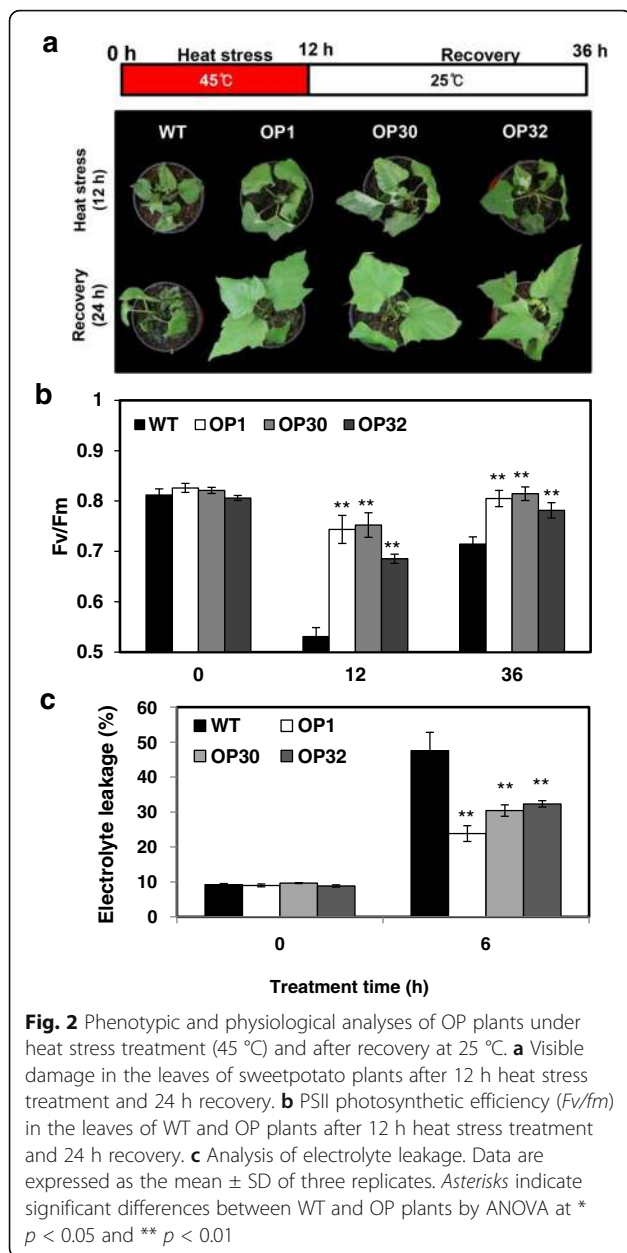 a
0 h Heat stress 12 h Recovery 36 h
45℃ 25℃
WT OP1 OP30 OP32
Heat stress
(12 h)
Recovery
(24 h)
b
1
0.9
0.8
0.7
0.6
0.5
Fv/Fm
WT OP1 OP30 OP32
** ** **
** ** **
0 12 36
c
60
50
40
30
20
10
0
Electrolyte leakage (%)
WT OP1
OP30 OP32
** ** **
0 6
Treatment time (h)
Fig. 2 Phenotypic and physiological analyses of OP plants under
heat stress treatment (45 °C) and after recovery at 25 °C. a Visible
damage in the leaves of sweetpotato plants after 12 h heat stress
treatment and 24 h recovery. b PSII photosynthetic efficiency (Fv/fm)
in the leaves of WT and OP plants after 12 h heat stress treatment
and 24 h recovery. c Analysis of electrolyte leakage. Data are
expressed as the mean ± SD of three replicates. Asterisks indicate
significant differences between WT and OP plants by ANOVA at *
p < 0.05 and ** p < 0.01